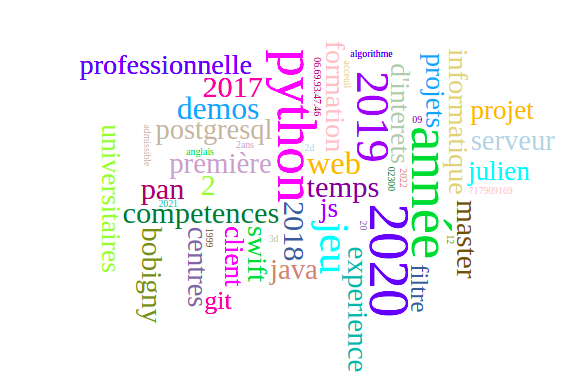 algorithme
professionnelle
python
06.69.93.47.46
formation
acceuil
2019
d'interets
projets
informatique
2017
demos
projet
09
année
postgresql
serveur
admissible
universitaires
anglais
2ans
2d
première
web
02300
2022
julien
717909169
pan
2
temps
2021
competences
js
2018
jeu
20
2020
12
master
bobigny
centres
1999
client
swift
3d
java
experience
filtre
git